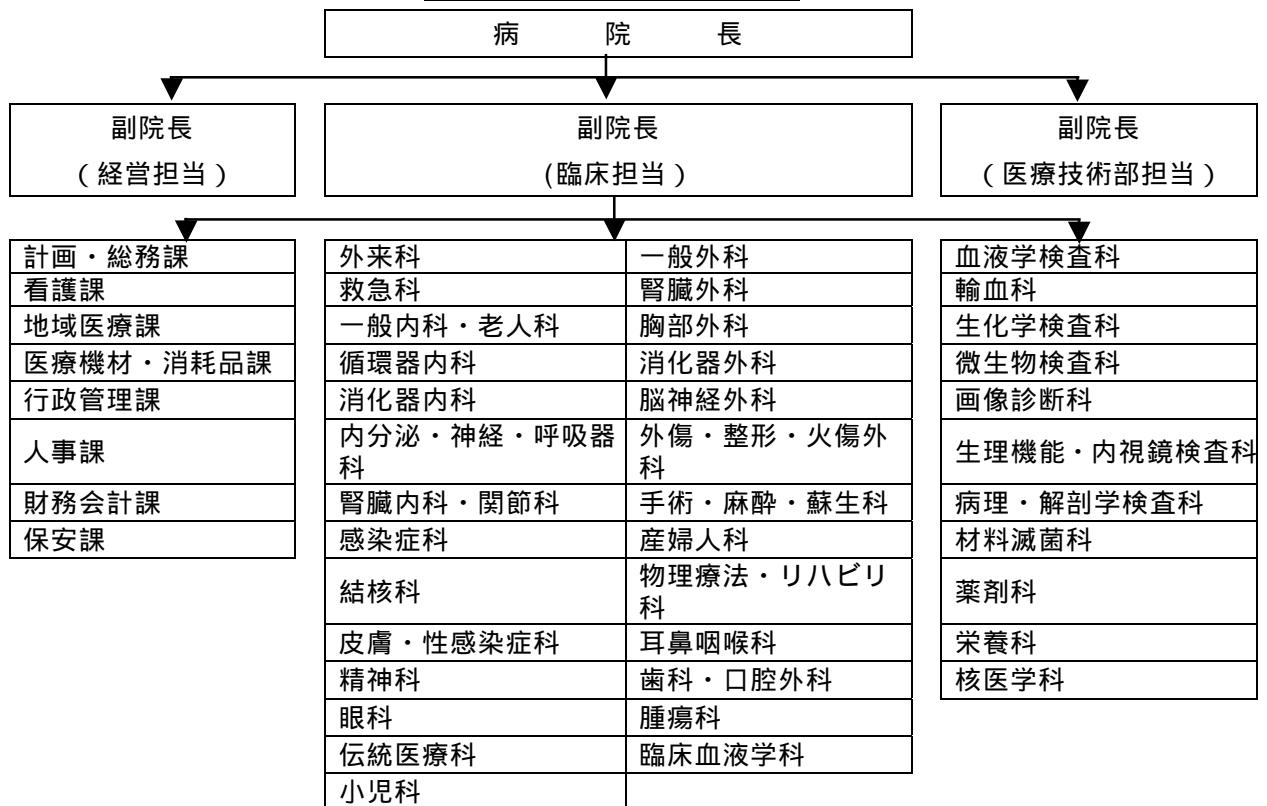 病 院 長
副院長
（経営担当）
副院長
(臨床担当）
副院長
（医療技術部担当）
計画・総務課
看護課
地域医療課
医療機材・消耗品課
行政管理課
人事課
財務会計課
保安課
外来科
救急科
一般内科・老人科
循環器内科
消化器内科
内分泌・神経・呼吸器
科
腎臓内科・関節科
感染症科
結核科
皮膚・性感染症科
精神科
眼科
伝統医療科
小児科
一般外科
腎臓外科
胸部外科
消化器外科
脳神経外科
外傷・整形・火傷外
科
手術・麻酔・蘇生科
産婦人科
物理療法・リハビリ
科
耳鼻咽喉科
歯科・口腔外科
腫瘍科
臨床血液学科
血液学検査科
輸血科
生化学検査科
微生物検査科
画像診断科
生理機能・内視鏡検査科
病理・解剖学検査科
材料滅菌科
薬剤科
栄養科
核医学科